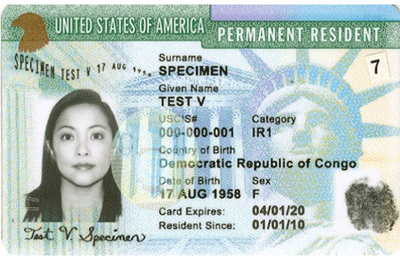 UNITED STATES OF AMERICA
PERMANENT RESIDENT
SPECIMEN TEST V 17 AUG
7
Surname
SPECIMEN
Given Name
TEST V
USCIS# Category
000-000-001 IR1
Country of Birth
Democratic Republic of Congo
Date of Birth Sex
17 AUG 1958 F
Card Expires: 04/01/20
Resident Since: 01/01/10
Test V. Specimen